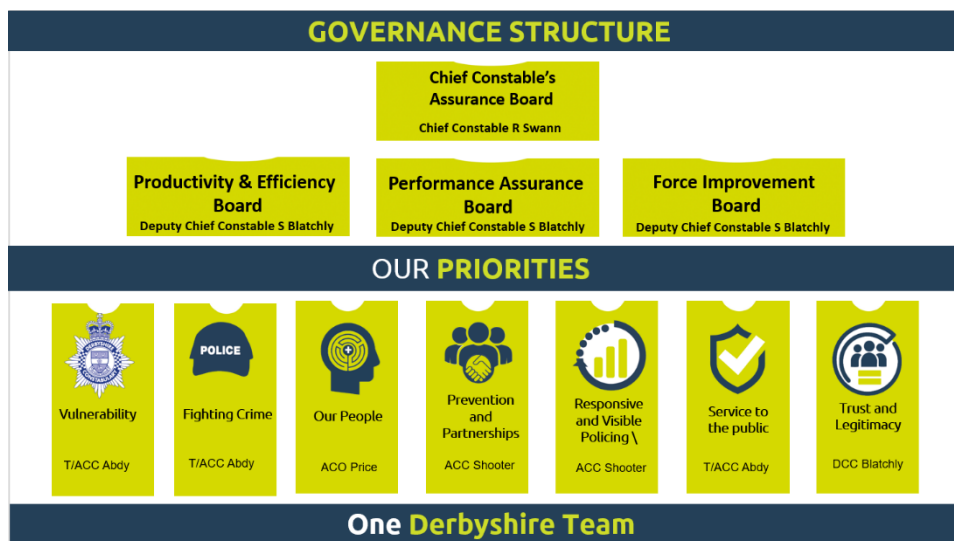 GOVERNANCE STRUCTURE
Chief Constable's
Assurance Board
Chief Constable R Swann
Productivity & Efficiency
Board
Deputy Chief Constable S Blatchly
Performance Assurance
Board
Deputy Chief Constable S Blatchly
Force Improvement
Board
Deputy Chief Constable S Blatchly
OUR PRIORITIES
DERBYSHIRE
CONSTABULARY
Vulnerability
T/ACC Abdy
POLICE
Fighting Crime
T/ACC Abdy
Our People
ACO Price
Prevention
and
Partnerships
ACC Shooter
Responsive
and Visible
Policing \
ACC Shooter
Service to
the public
T/ACC Abdy
Trust and
Legitimacy
DCC Blatchly
One Derbyshire Team